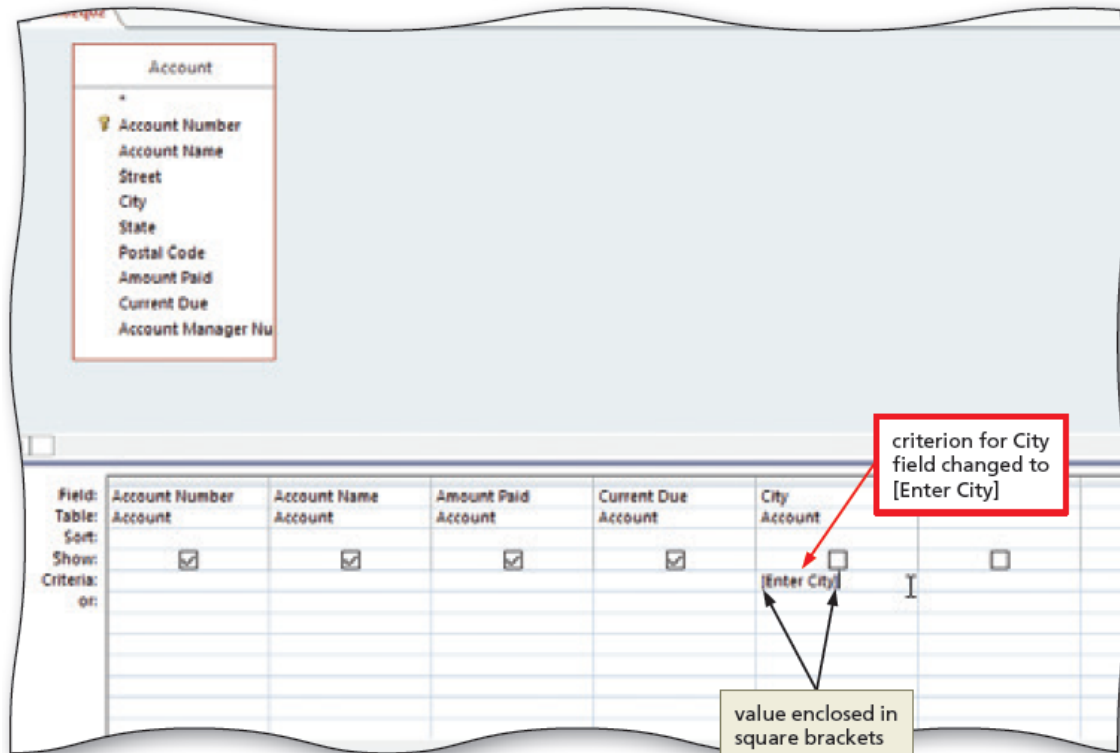 Account
*
Account Number
Account Name
Street
City
State
Postal Code
Amount Paid
Current Due
Account Manager Nu
criterion for City
field changed to
[Enter City]
Field: Account Number Account Name Amount Paid Current Due City
Table: Account Account Account Account Account
Sort:
Show:
Criteria: [Enter City]
or:
value enclosed in
square brackets